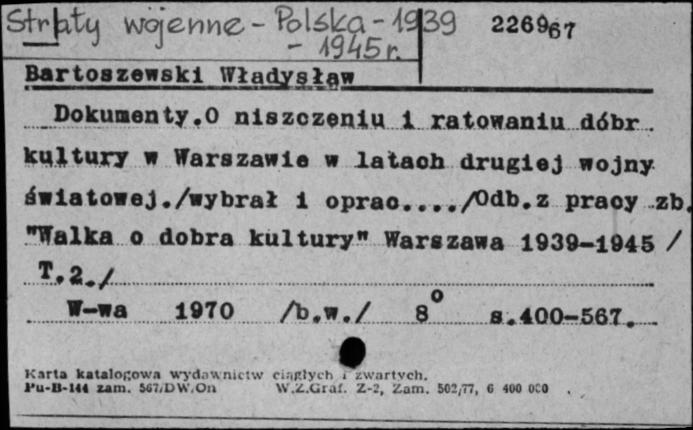 Straty wojenne - Polska - 1939 226967
- 1945 r.
Bartoszewski Władysław
Dokumenty.O niszczeniu i ratowaniu dóbr
kultury w Warszawie w latach drugiej wojny
światowej./wybrał i oprac..../Odb.z pracy zb.
"Walka o dobra kultury" Warszawa 1939-1945 /
T.2./
W-wa 1970 /b.w./ 8⁰ s.400-567.
Karta katalogowa wydawnictw ciągłych i zwartych.
Pu-B-144 zam. 567/DW/On W.Z.Graf. Z-2, Zam. 502/77, 6 400 000